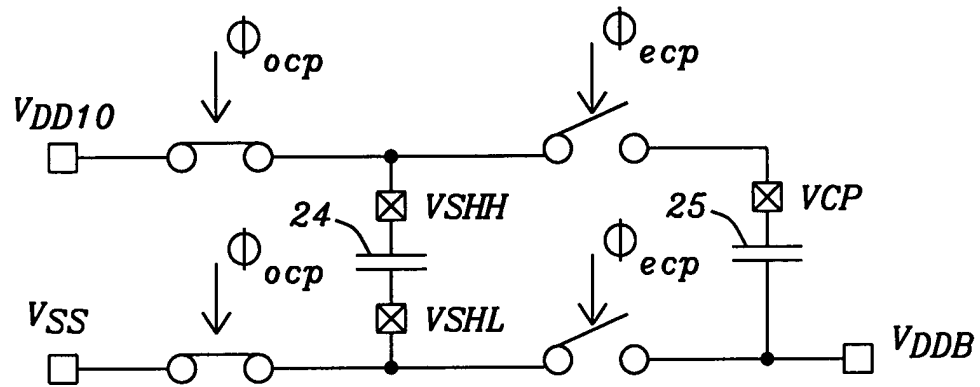 Φocp
Φecp
VDD10
24
VSHH
25
VCP
Φocp
Φecp
VSS
VSHL
VDDB